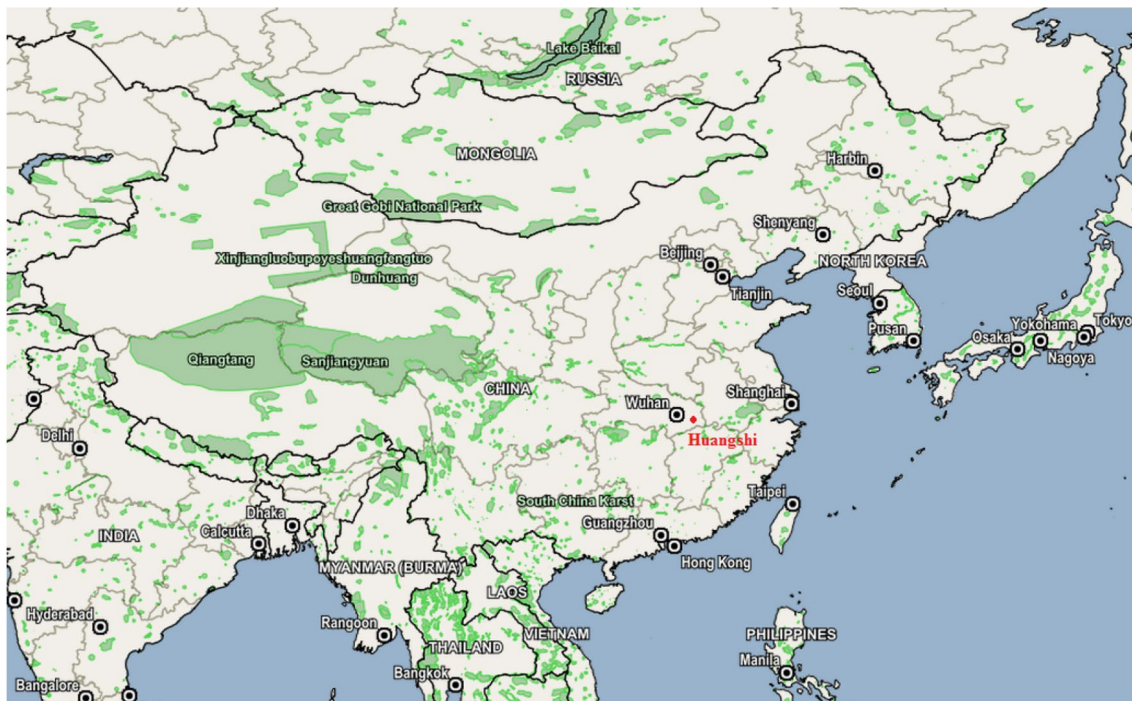 Lake Baikal
RUSSIA
MONGOLIA
Harbin
Great Gobi National Park
Shenyang
Beijing
Xinjiangluobupoyeshuangfengtuo
NORTH KOREA
Dunhuang
Tianjin
Seoul
Pusan
Yokohama
Tokyo
Osaka
Nagoya
Qiangtang
Sanjiangyuan
CHINA
Shanghai
Wuhan
Huangshi
Delhi
Taipei
South China Karst
Dhaka
Guangzhou
Calcutta
INDIA
Hong Kong
MYANMAR (BURMA)
LAOS
Hyderabad
Rangoon
VIETNAM
PHILIPPINES
THAILAND
Manila
Bangkok
Bangalore